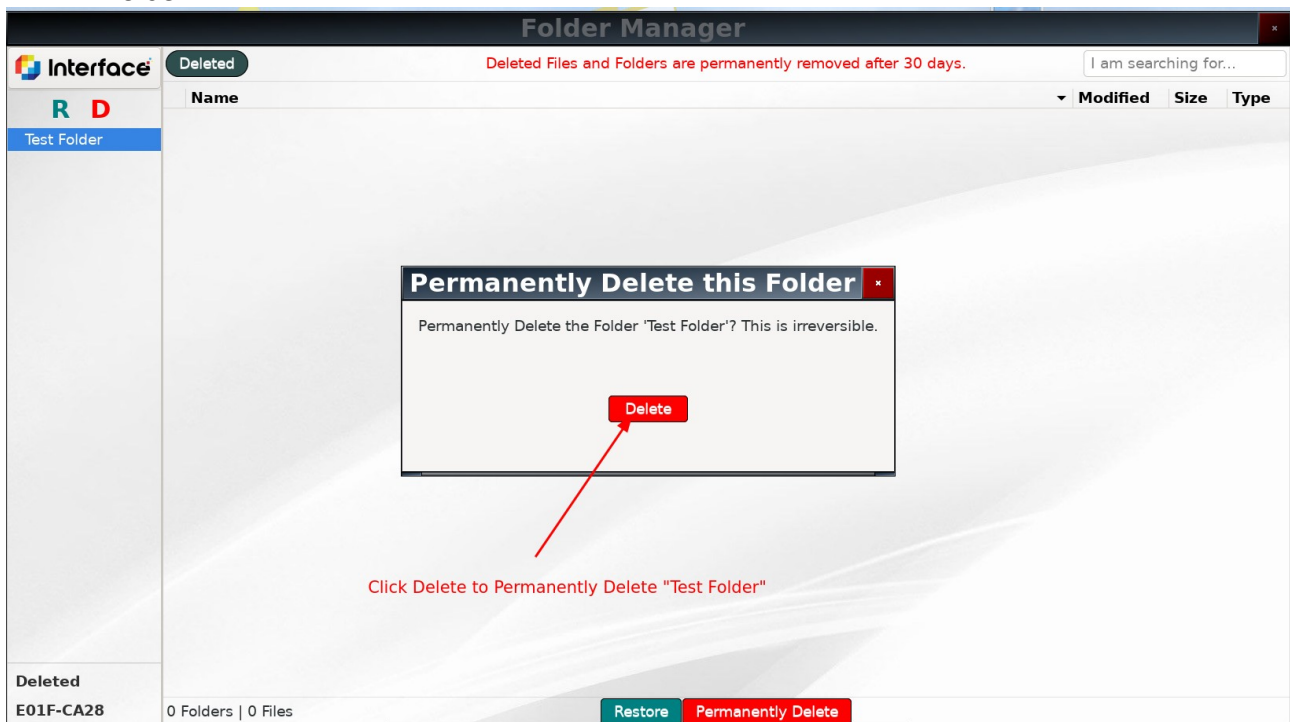 Folder Manager
Interface
Deleted
Deleted Files and Folders are permanently removed after 30 days.
I am searching for...
R D
Name
Modified
Size
Type
Test Folder
Permanently Delete this Folder
Permanently Delete the Folder 'Test Folder'? This is irreversible.
Delete
Click Delete to Permanently Delete "Test Folder"
Deleted
E01F-CA28
0 Folders | 0 Files
Restore
Permanently Delete